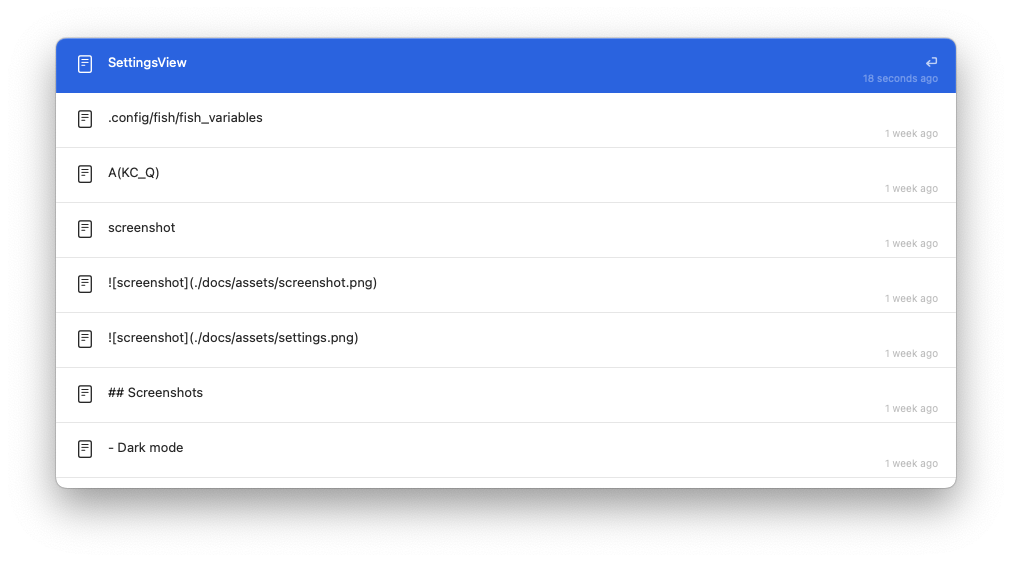 SettingsView
18 seconds ago
.config/fish/fish_variables
1 week ago
A(KC_Q)
1 week ago
screenshot
1 week ago
![screenshot](./docs/assets/screenshot.png)
1 week ago
![screenshot](./docs/assets/settings.png)
1 week ago
## Screenshots
1 week ago
- Dark mode
1 week ago